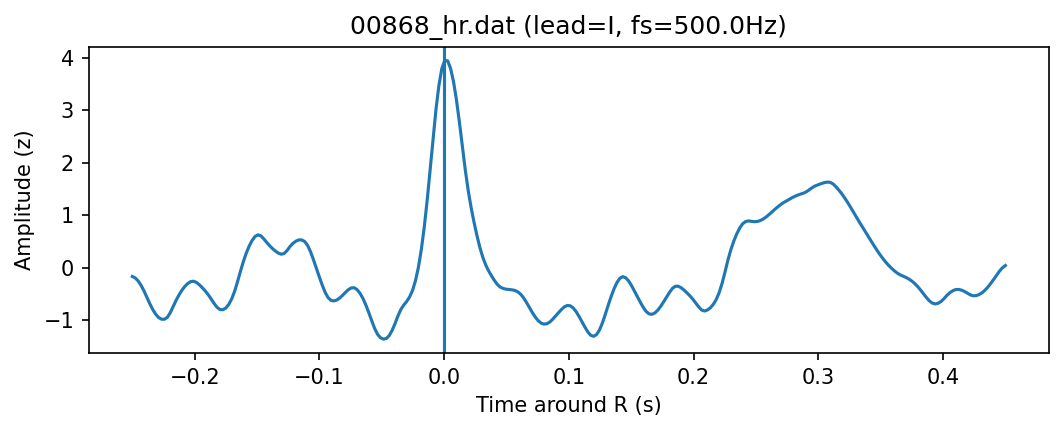 00868_hr.dat (lead=I, fs=500.0Hz)
Amplitude (z)
4
3
2
1
0
−1
−0.2 −0.1 0.0 0.1 0.2 0.3 0.4
Time around R (s)